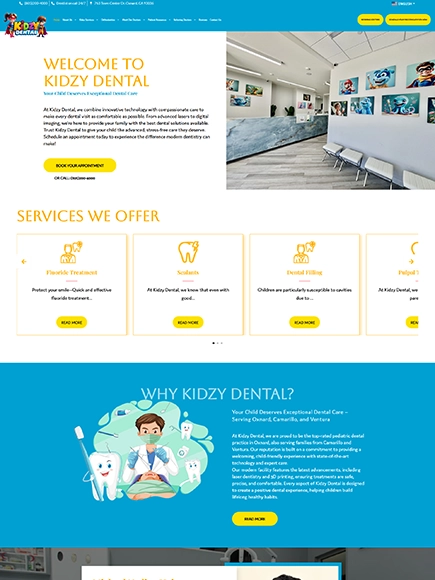 ENGLISH
KIDZY
DENTAL
WELCOME TO
KIDZY DENTAL
Your Child Deserves Exceptional Dental Care
At Kidzy Dental, we combine innovative technology with compassionate care to
make every dental visit as comfortable as possible. From advanced lasers to digital
imaging, we're here to provide your family with the best dental solutions available.
Trust Kidzy Dental to give your child the advanced, stress-free care they deserve.
Schedule an appointment today to experience the difference modern dentistry can
make!
BOOK YOUR APPOINTMENT
OR CALL:
SERVICES WE OFFER
Fluoride Treatment
Sealants
Dental Filling
Protect your smile—Quick and effective
fluoride treatment...
At Kidzy Dental, we know that even with
good...
Children are particularly susceptible to cavities
due to ...
READ MORE
READ MORE
READ MORE
WHY KIDZY DENTAL?
Your Child Deserves Exceptional Dental Care –
Serving Oxnard, Camarillo, and Ventura
At Kidzy Dental, we are proud to be the top-rated pediatric dental
practice in Oxnard, also serving families from Camarillo and
Ventura. Our reputation is built on a commitment to providing a
welcoming, child-friendly experience with state-of-the-art
technology and expert care.
Our modern facility features the latest advancements, including
laser dentistry and 3D printing, ensuring treatments are safe,
precise, and comfortable. Every aspect of Kidzy Dental is designed
to create a positive dental experience, helping children build
lifelong healthy habits.
READ MORE